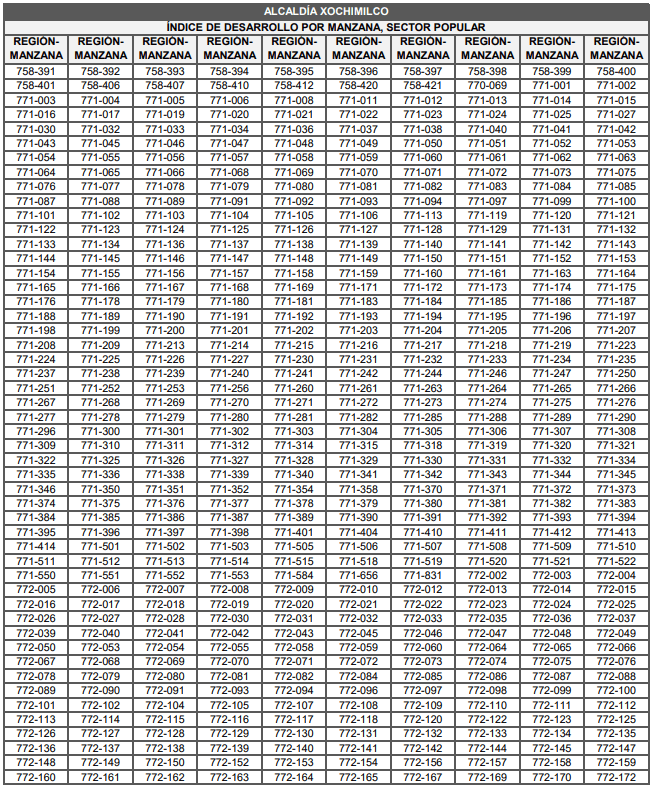 ALCALDÍA XOCHIMILCO
ÍNDICE DE DESARROLLO POR MANZANA, SECTOR POPULAR
REGIÓN-MANZANA REGIÓN-MANZANA REGIÓN-MANZANA REGIÓN-MANZANA REGIÓN-MANZANA REGIÓN-MANZANA REGIÓN-MANZANA REGIÓN-MANZANA REGIÓN-MANZANA REGIÓN-MANZANA
758-391 758-392 758-393 758-394 758-395 758-396 758-397 758-398 758-399 758-400
758-401 758-406 758-407 758-410 758-412 758-420 758-421 770-069 771-001 771-002
771-003 771-004 771-005 771-006 771-008 771-011 771-012 771-013 771-014 771-015
771-016 771-017 771-019 771-020 771-021 771-022 771-023 771-024 771-025 771-027
771-030 771-032 771-033 771-034 771-036 771-037 771-038 771-040 771-041 771-042
771-043 771-045 771-046 771-047 771-048 771-049 771-050 771-051 771-052 771-053
771-054 771-055 771-056 771-057 771-058 771-059 771-060 771-061 771-062 771-063
771-064 771-065 771-066 771-068 771-069 771-070 771-071 771-072 771-073 771-075
771-076 771-077 771-078 771-079 771-080 771-081 771-082 771-083 771-084 771-085
771-087 771-088 771-089 771-091 771-092 771-093 771-094 771-097 771-099 771-100
771-101 771-102 771-103 771-104 771-105 771-106 771-113 771-119 771-120 771-121
771-122 771-123 771-124 771-125 771-126 771-127 771-128 771-129 771-131 771-132
771-133 771-134 771-136 771-137 771-138 771-139 771-140 771-141 771-142 771-143
771-144 771-145 771-146 771-147 771-148 771-149 771-150 771-151 771-152 771-153
771-154 771-155 771-156 771-157 771-158 771-159 771-160 771-161 771-163 771-164
771-165 771-166 771-167 771-168 771-169 771-171 771-172 771-173 771-174 771-175
771-176 771-178 771-179 771-180 771-181 771-183 771-184 771-185 771-186 771-187
771-188 771-189 771-190 771-191 771-192 771-193 771-194 771-195 771-196 771-197
771-198 771-199 771-200 771-201 771-202 771-203 771-204 771-205 771-206 771-207
771-208 771-209 771-213 771-214 771-215 771-216 771-217 771-218 771-219 771-223
771-224 771-225 771-226 771-227 771-230 771-231 771-232 771-233 771-234 771-235
771-237 771-238 771-239 771-240 771-241 771-242 771-244 771-246 771-247 771-250
771-251 771-252 771-253 771-256 771-260 771-261 771-263 771-264 771-265 771-266
771-267 771-268 771-269 771-270 771-271 771-272 771-273 771-274 771-275 771-276
771-277 771-278 771-279 771-280 771-281 771-282 771-285 771-288 771-289 771-290
771-296 771-300 771-301 771-302 771-303 771-304 771-305 771-306 771-307 771-308
771-309 771-310 771-311 771-312 771-314 771-315 771-318 771-319 771-320 771-321
771-322 771-325 771-326 771-327 771-328 771-329 771-330 771-331 771-332 771-334
771-335 771-336 771-338 771-339 771-340 771-341 771-342 771-343 771-344 771-345
771-346 771-350 771-351 771-352 771-354 771-358 771-370 771-371 771-372 771-373
771-374 771-375 771-376 771-377 771-378 771-379 771-380 771-381 771-382 771-383
771-384 771-385 771-386 771-387 771-389 771-390 771-391 771-392 771-393 771-394
771-395 771-396 771-397 771-398 771-401 771-404 771-410 771-411 771-412 771-413
771-414 771-501 771-502 771-503 771-505 771-506 771-507 771-508 771-509 771-510
771-511 771-512 771-513 771-514 771-515 771-518 771-519 771-520 771-521 771-522
771-550 771-551 771-552 771-553 771-584 771-656 771-831 772-002 772-003 772-004
772-005 772-006 772-007 772-008 772-009 772-010 772-012 772-013 772-014 772-015
772-016 772-017 772-018 772-019 772-020 772-021 772-022 772-023 772-024 772-025
772-026 772-027 772-028 772-030 772-031 772-032 772-033 772-035 772-036 772-037
772-039 772-040 772-041 772-042 772-043 772-045 772-046 772-047 772-048 772-049
772-050 772-053 772-054 772-055 772-058 772-059 772-060 772-064 772-065 772-066
772-067 772-068 772-069 772-070 772-071 772-072 772-073 772-074 772-075 772-076
772-078 772-079 772-080 772-081 772-082 772-084 772-085 772-086 772-087 772-088
772-089 772-090 772-091 772-093 772-094 772-096 772-097 772-098 772-099 772-100
772-101 772-102 772-104 772-105 772-107 772-108 772-109 772-110 772-111 772-112
772-113 772-114 772-115 772-116 772-117 772-118 772-120 772-122 772-123 772-125
772-126 772-127 772-128 772-129 772-130 772-131 772-132 772-133 772-134 772-135
772-136 772-137 772-138 772-139 772-140 772-141 772-142 772-144 772-145 772-147
772-148 772-149 772-150 772-152 772-153 772-154 772-156 772-157 772-158 772-159
772-160 772-161 772-162 772-163 772-164 772-165 772-167 772-169 772-170 772-172